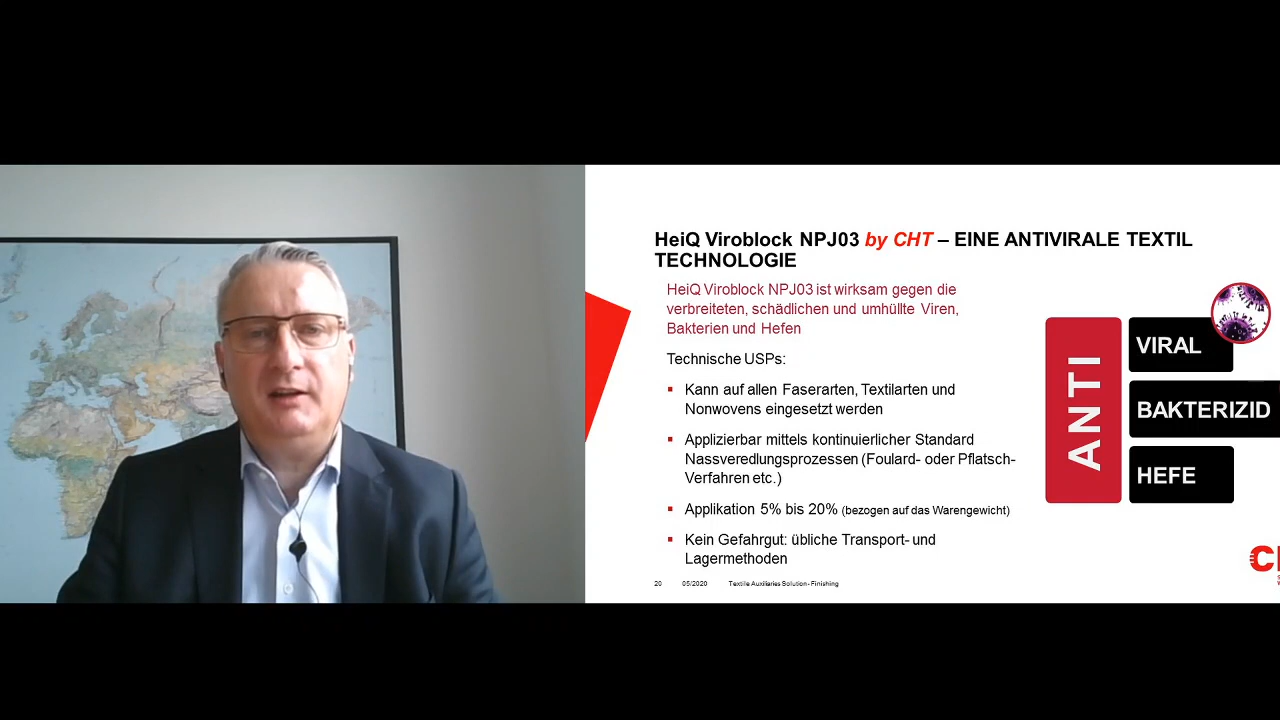 HeiQ Viroblock NPJ03 by CHT – EINE ANTIVIRALE TEXTIL
TECHNOLOGIE
HeiQ Viroblock NPJ03 ist wirksam gegen die
verbreiteten, schädlichen und umhüllte Viren,
Bakterien und Hefen
Technische USPs:
▪ Kann auf allen Faserarten, Textilarten und
Nonwovens eingesetzt werden
▪ Applizierbar mittels kontinuierlicher Standard
Nassveredlungsprozessen (Foulard- oder Pflatsch-
Verfahren etc.)
▪ Applikation 5% bis 20% (bezogen auf das Warengewicht)
▪ Kein Gefahrgut: übliche Transport- und
Lagermethoden
ANTI
VIRAL
BAKTERIZID
HEFE
20 05/2020 Textile Auxiliaries Solution - Finishing